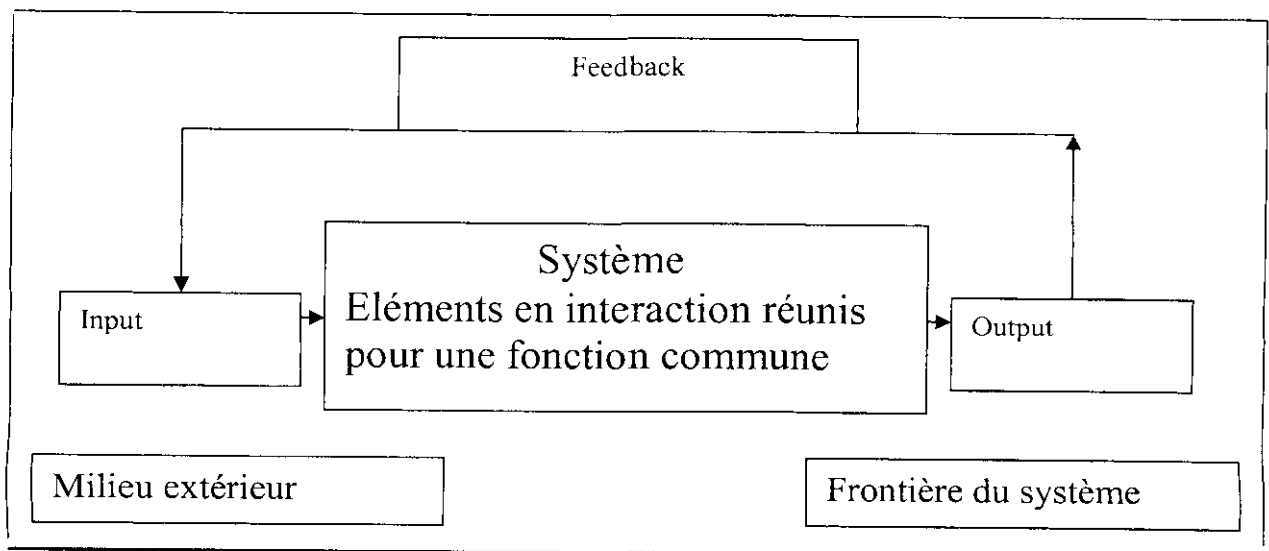 Feedback
Système
Input
Eléments en interaction réunis
pour une fonction commune
Output
Milieu extérieur
Frontière du système